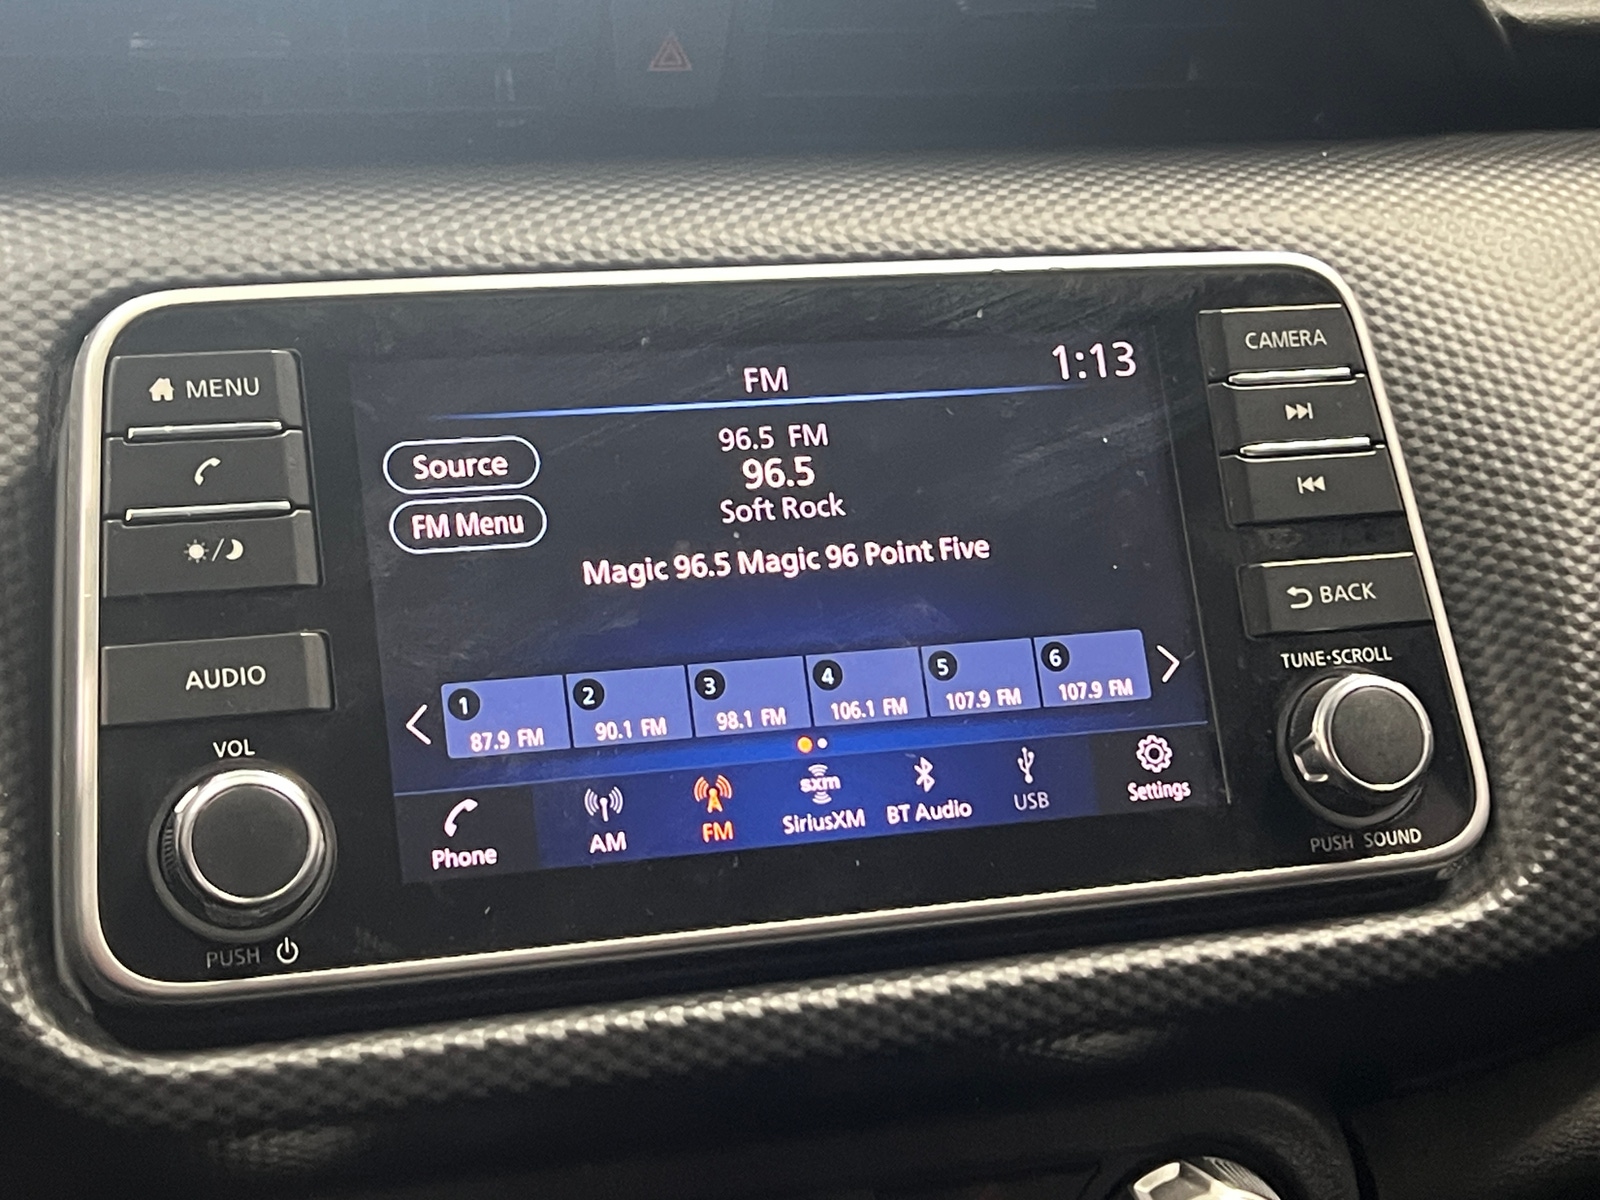 MENU
AUDIO
VOL
PUSH
FM
1:13
Source
FM Menu
96.5 FM
96.5
Soft Rock
Magic 96.5 Magic 96 Point Five
1
87.9 FM
2
90.1 FM
3
98.1 FM
4
106.1 FM
5
107.9 FM
6
107.9 FM
Phone
AM
FM
sxm
SiriusXM
BT Audio
USB
Settings
CAMERA
BACK
TUNE·SCROLL
PUSH SOUND